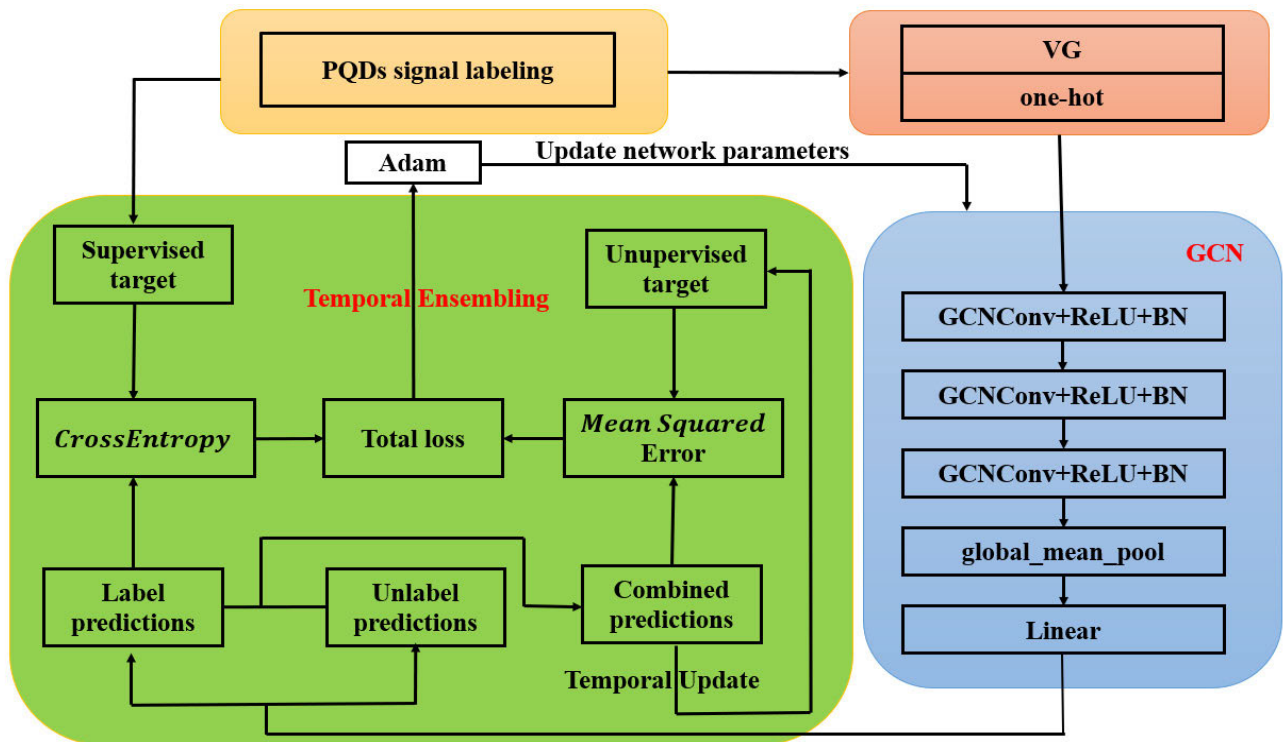 PQDs signal labeling
VG
one-hot
Adam
Update network parameters
Supervised
target
Temporal Ensembling
Unupervised
target
GCN
GCNConv+ReLU+BN
GCNConv+ReLU+BN
GCNConv+ReLU+BN
global_mean_pool
Linear
CrossEntropy
Total loss
Mean Squared
Error
Label
predictions
Unlabel
predictions
Combined
predictions
Temporal Update